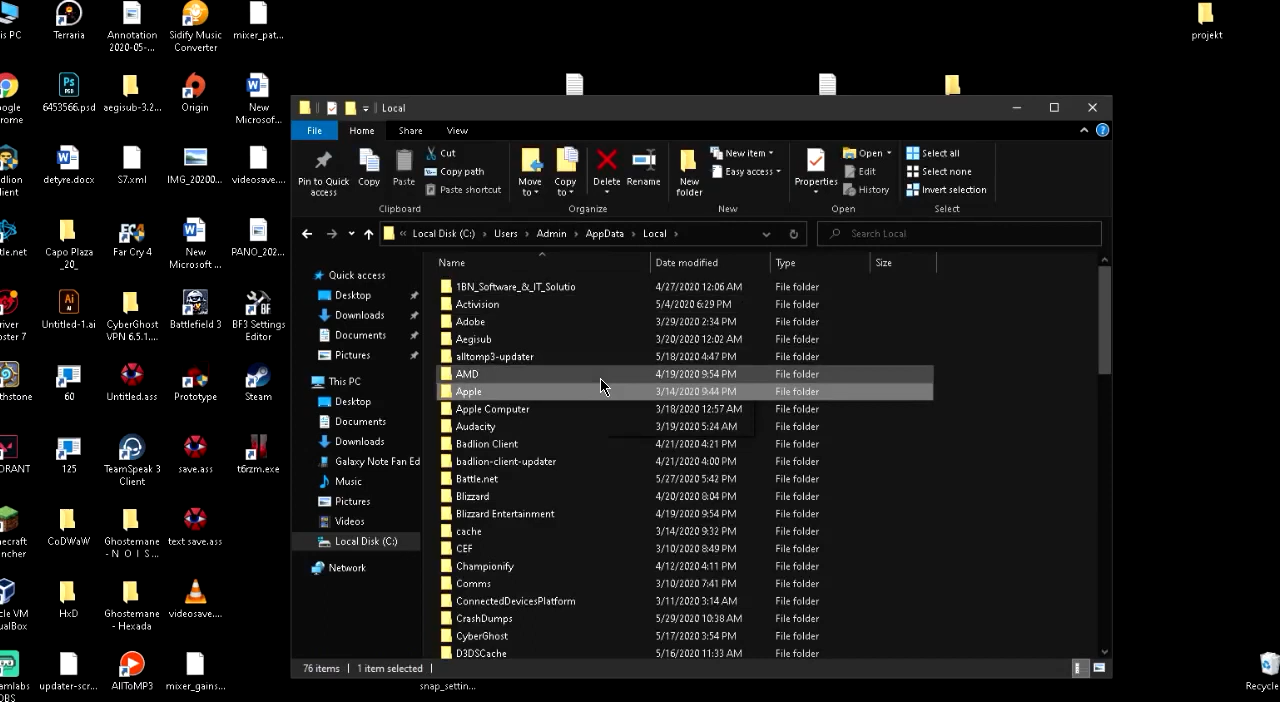 is PC
Terraria
Annotation
2020-05-...
Sidify Music
Converter
mixer_pat...
projekt
ogle
rome
6453566.psd
aegisub-3.2...
Origin
New
Microsof...
dlion
ient
detyre.docx
S7.xml
IMG_20200...
videosave....
tle.net
Capo Plaza
_20_
Far Cry 4
New
Microsoft ...
PANO_202...
iver
ster 7
Untitled-1.ai
CyberGhost
VPN 6.5.1....
Battlefield 3
BF3 Settings
Editor
rthstone
60
Untitled.ass
Prototype
Steam
ORANT
125
TeamSpeak 3
Client
save.ass
t6rzm.exe
necraft
ncher
CoDWaW
Ghostemane
- N O I S ...
text save.ass
cle VM
ualBox
HxD
Ghostemane
- Hexada
videosave....
amlabs
OBS
updater-scr...
AllToMP3
mixer_gains...
snap_settin...
Recycle
Local
File
Home
Share
View
Pin to Quick
access
Copy
Paste
Cut
Copy path
Paste shortcut
Clipboard
Move
to
Copy
to
Delete
Rename
Organize
New
folder
New item
Easy access
New
Properties
Open
Edit
History
Open
Select all
Select none
Invert selection
Select
« Local Disk (C:) › Users › Admin › AppData › Local ›
Search Local
Quick access
Desktop
Downloads
Documents
Pictures
This PC
Desktop
Documents
Downloads
Galaxy Note Fan Ed
Music
Pictures
Videos
Local Disk (C:)
Network
Name Date modified Type Size
1BN_Software_&_IT_Solutio 4/27/2020 12:06 AM File folder
Activision 5/4/2020 6:29 PM File folder
Adobe 3/29/2020 2:34 PM File folder
Aegisub 3/20/2020 12:02 AM File folder
alltomp3-updater 5/18/2020 4:47 PM File folder
AMD 4/19/2020 9:54 PM File folder
Apple 3/14/2020 9:44 PM File folder
Apple Computer 3/18/2020 12:57 AM File folder
Audacity 3/19/2020 5:24 AM File folder
Badlion Client 4/21/2020 4:21 PM File folder
badlion-client-updater 4/21/2020 4:00 PM File folder
Battle.net 5/27/2020 5:42 PM File folder
Blizzard 4/20/2020 8:04 PM File folder
Blizzard Entertainment 4/19/2020 9:54 PM File folder
cache 3/14/2020 9:32 PM File folder
CEF 3/10/2020 8:49 PM File folder
Championify 4/12/2020 4:11 PM File folder
Comms 3/10/2020 7:41 PM File folder
ConnectedDevicesPlatform 3/11/2020 3:14 AM File folder
CrashDumps 5/29/2020 10:38 AM File folder
CyberGhost 5/17/2020 3:54 PM File folder
D3DSCache 5/16/2020 11:33 AM File folder
76 items 1 item selected